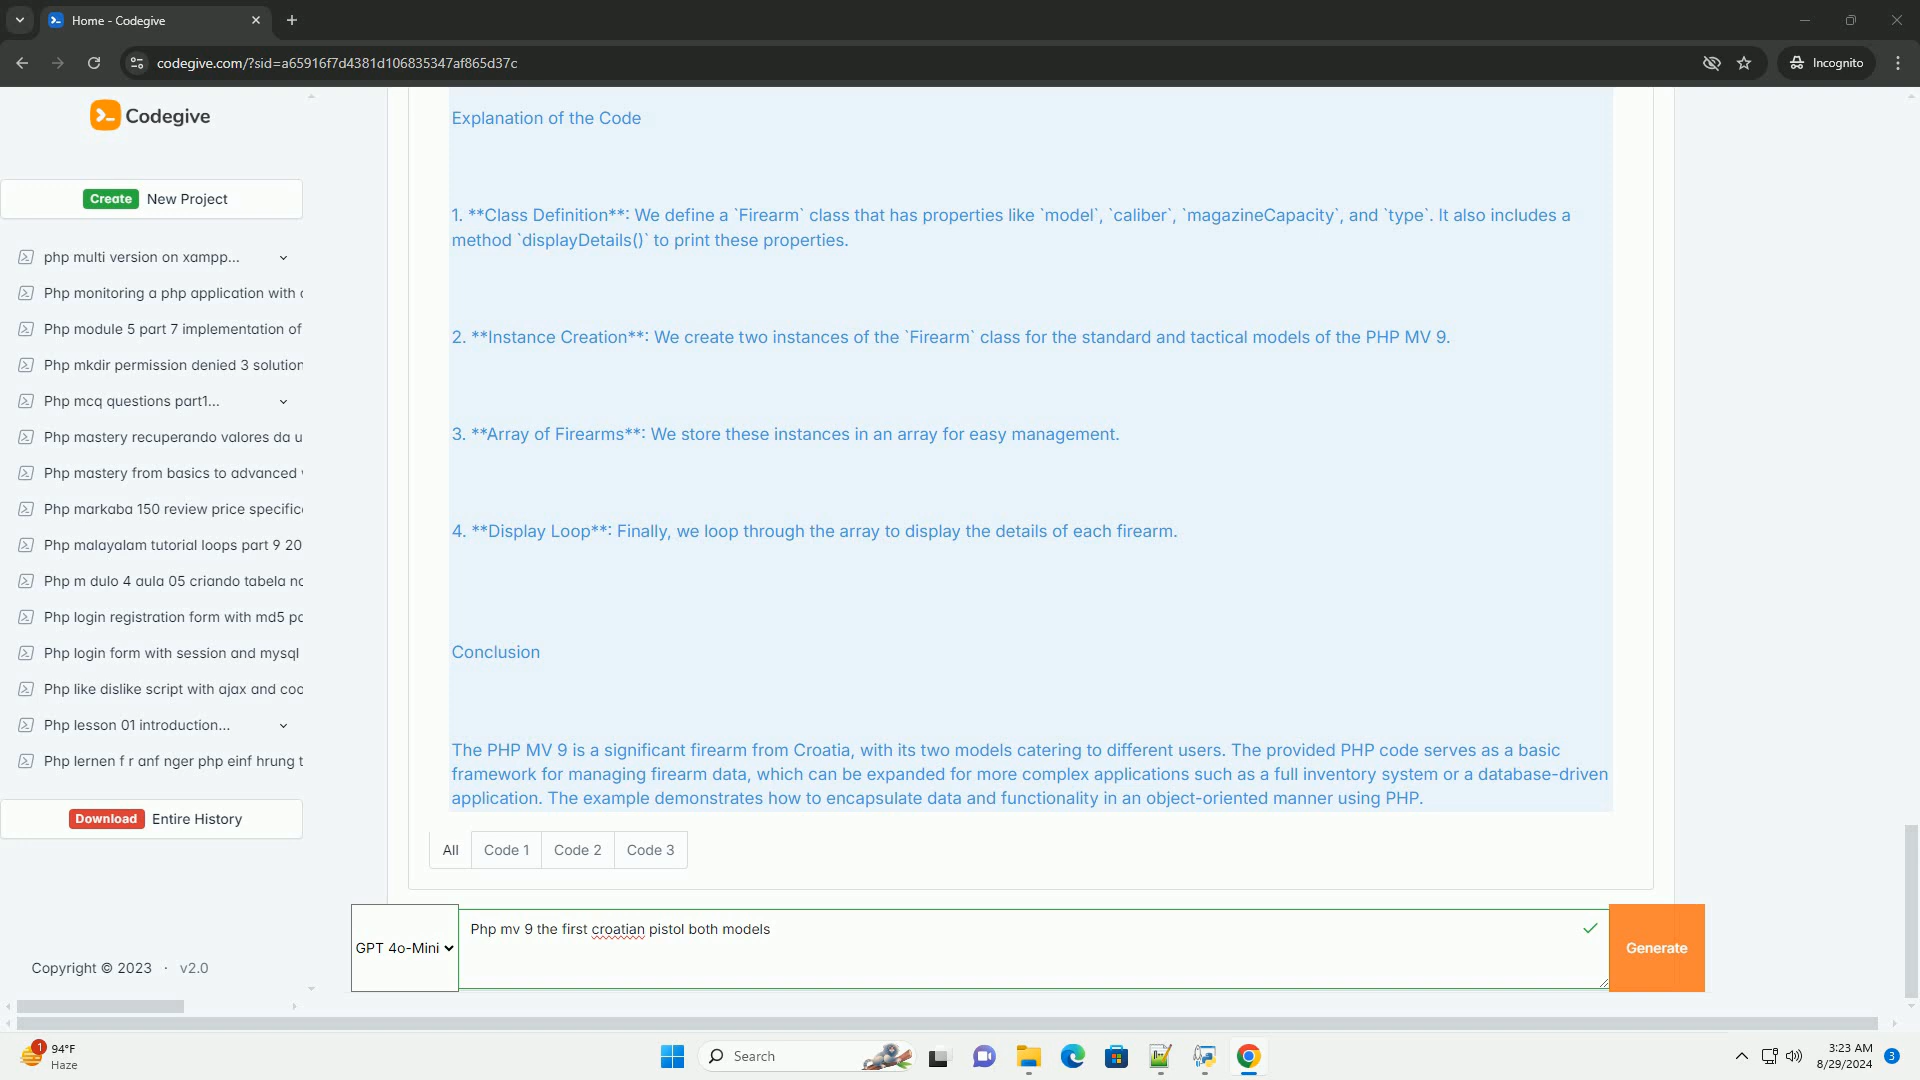 Home - Codegive
codegive.com/?sid=a65916f7d4381d106835347af865d37c
Incognito
Codegive
Create New Project
php multi version on xampp...
Php monitoring a php application with
Php module 5 part 7 implementation of
Php mkdir permission denied 3 solution
Php mcq questions part1...
Php mastery recuperando valores da u
Php mastery from basics to advanced
Php markaba 150 review price specific
Php malayalam tutorial loops part 9 20
Php m dulo 4 aula 05 criando tabela no
Php login registration form with md5 pa
Php login form with session and mysql
Php like dislike script with ajax and coo
Php lesson 01 introduction...
Php lernen f r anf nger php einf hrung t
Download Entire History
Copyright © 2023 · v2.0
Explanation of the Code
1. **Class Definition**: We define a `Firearm` class that has properties like `model`, `caliber`, `magazineCapacity`, and `type`. It also includes a
method `displayDetails()` to print these properties.
2. **Instance Creation**: We create two instances of the `Firearm` class for the standard and tactical models of the PHP MV 9.
3. **Array of Firearms**: We store these instances in an array for easy management.
4. **Display Loop**: Finally, we loop through the array to display the details of each firearm.
Conclusion
The PHP MV 9 is a significant firearm from Croatia, with its two models catering to different users. The provided PHP code serves as a basic
framework for managing firearm data, which can be expanded for more complex applications such as a full inventory system or a database-driven
application. The example demonstrates how to encapsulate data and functionality in an object-oriented manner using PHP.
All Code 1 Code 2 Code 3
GPT 4o-Mini
Php mv 9 the first croatian pistol both models
Generate
1
94°F
Haze
Search
3:23 AM
8/29/2024
3